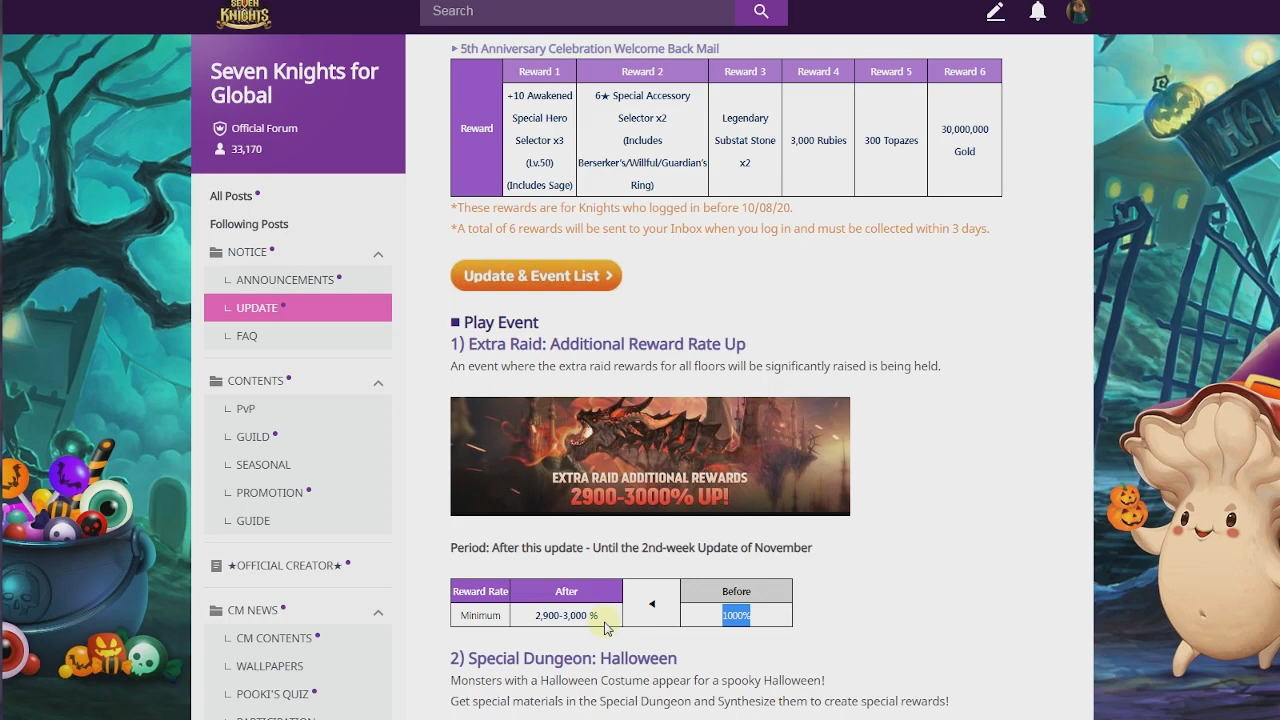 SEVEN
KNIGHTS
Search
Seven Knights for
Global
Official Forum
33,170
All Posts
Following Posts
NOTICE
ANNOUNCEMENTS
UPDATE
FAQ
CONTENTS
PvP
GUILD
SEASONAL
PROMOTION
GUIDE
★OFFICIAL CREATOR★
CM NEWS
CM CONTENTS
WALLPAPERS
POOKI'S QUIZ
▶ 5th Anniversary Celebration Welcome Back Mail
Reward 1 Reward 2 Reward 3 Reward 4 Reward 5 Reward 6
Reward
+10 Awakened
Special Hero
Selector x3
(Lv.50)
(Includes Sage)
6★ Special Accessory
Selector x2
(Includes
Berserker's/Willful/Guardian's
Ring)
Legendary
Substat Stone
x2
3,000 Rubies
300 Topazes
30,000,000
Gold
*These rewards are for Knights who logged in before 10/08/20.
*A total of 6 rewards will be sent to your Inbox when you log in and must be collected within 3 days.
Update & Event List >
■ Play Event
1) Extra Raid: Additional Reward Rate Up
An event where the extra raid rewards for all floors will be significantly raised is being held.
EXTRA RAID ADDITIONAL REWARDS
2900-3000% UP!
Period: After this update - Until the 2nd-week Update of November
Reward Rate After ◀ Before
Minimum 2,900-3,000 % 1000%
2) Special Dungeon: Halloween
Monsters with a Halloween Costume appear for a spooky Halloween!
Get special materials in the Special Dungeon and Synthesize them to create special rewards!